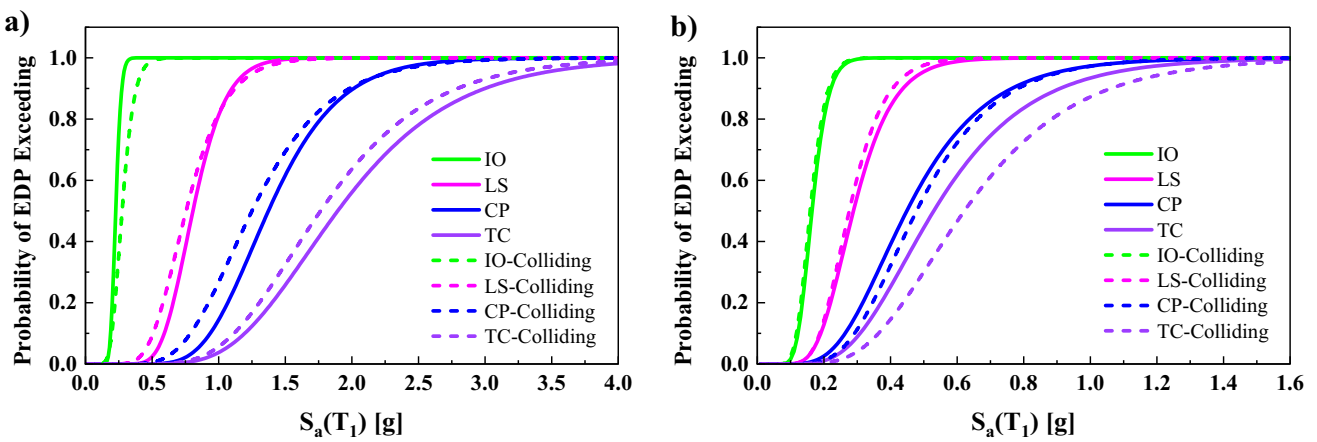 a)
Probability of EDP Exceeding
1.0
0.8
0.6
0.4
0.2
0.0
0.0 0.5 1.0 1.5 2.0 2.5 3.0 3.5 4.0
Sa(T1) [g]
IO
LS
CP
TC
IO-Colliding
LS-Colliding
CP-Colliding
TC-Colliding
b)
Probability of EDP Exceeding
1.0
0.8
0.6
0.4
0.2
0.0
0.0 0.2 0.4 0.6 0.8 1.0 1.2 1.4 1.6
Sa(T1) [g]
IO
LS
CP
TC
IO-Colliding
LS-Colliding
CP-Colliding
TC-Colliding